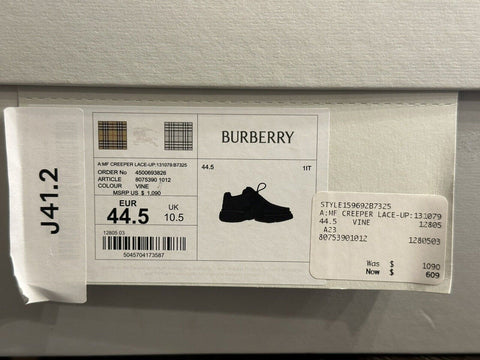 J41.2
BURBERRY
A:MF CREEPER LACE-UP:131079:B7325
ORDER No 4500693826
ARTICLE 8075390 1012
COLOUR VINE
MSRP US $ 1,090
EUR UK
44.5 10.5
12805 03
5045704173587
44.5 1IT
STYLE159692B7325
A:MF CREEPER LACE-UP:131079
44.5 VINE 12805
A23
80753901012 1280503
Was $ 1090
Now $ 609